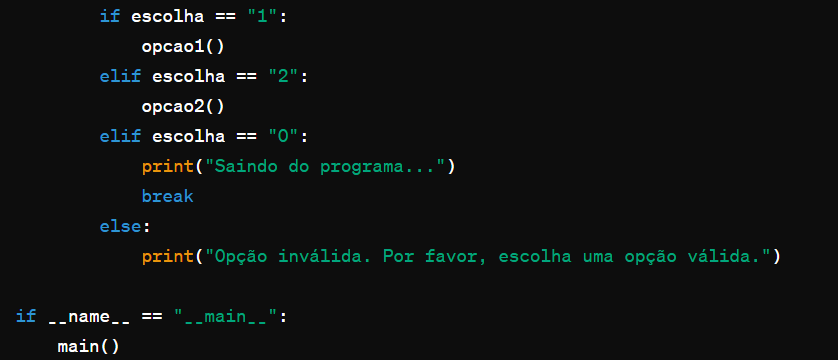 if escolha == "1":
opcao1()
elif escolha == "2":
opcao2()
elif escolha == "0":
print("Saindo do programa...")
break
else:
print("Opção inválida. Por favor, escolha uma opção válida.")
if __name__ == "__main__":
main()